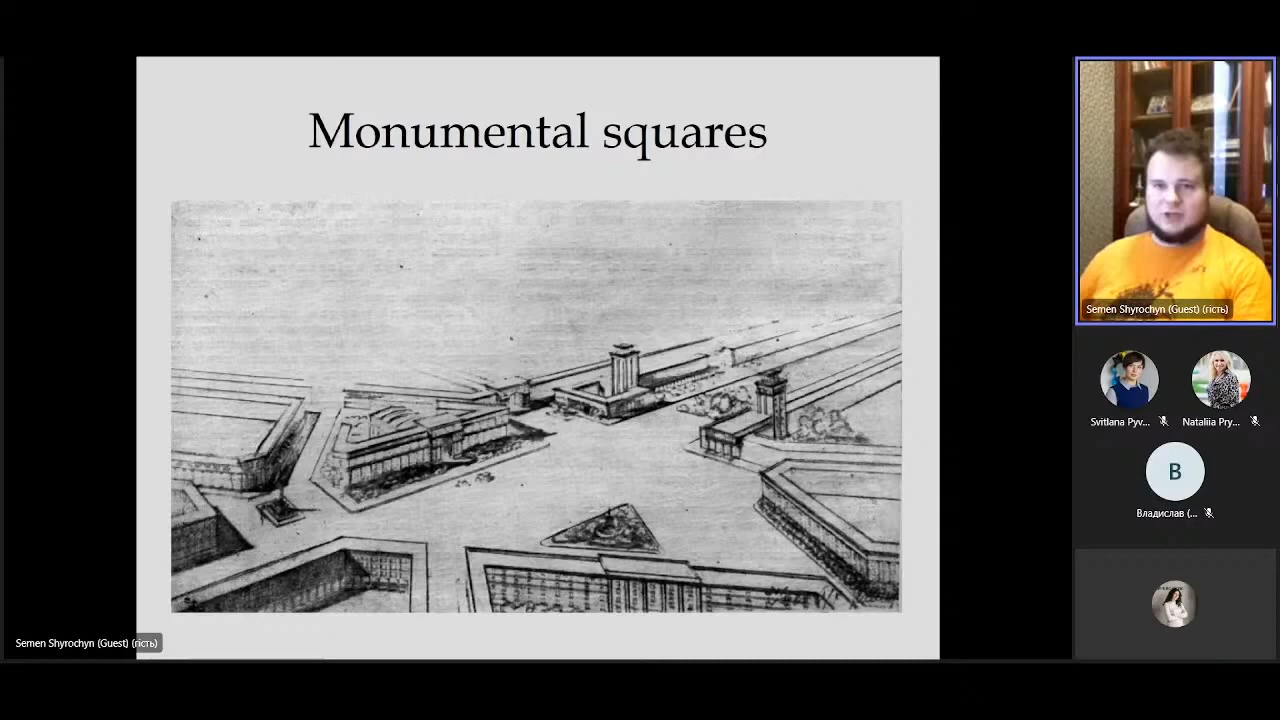 Monumental squares
Semen Shyrochyn (Guest) (гість)
Svitlana Pyv...
Nataliia Pry...
B
Владислав (...
Semen Shyrochyn (Guest) (гість)